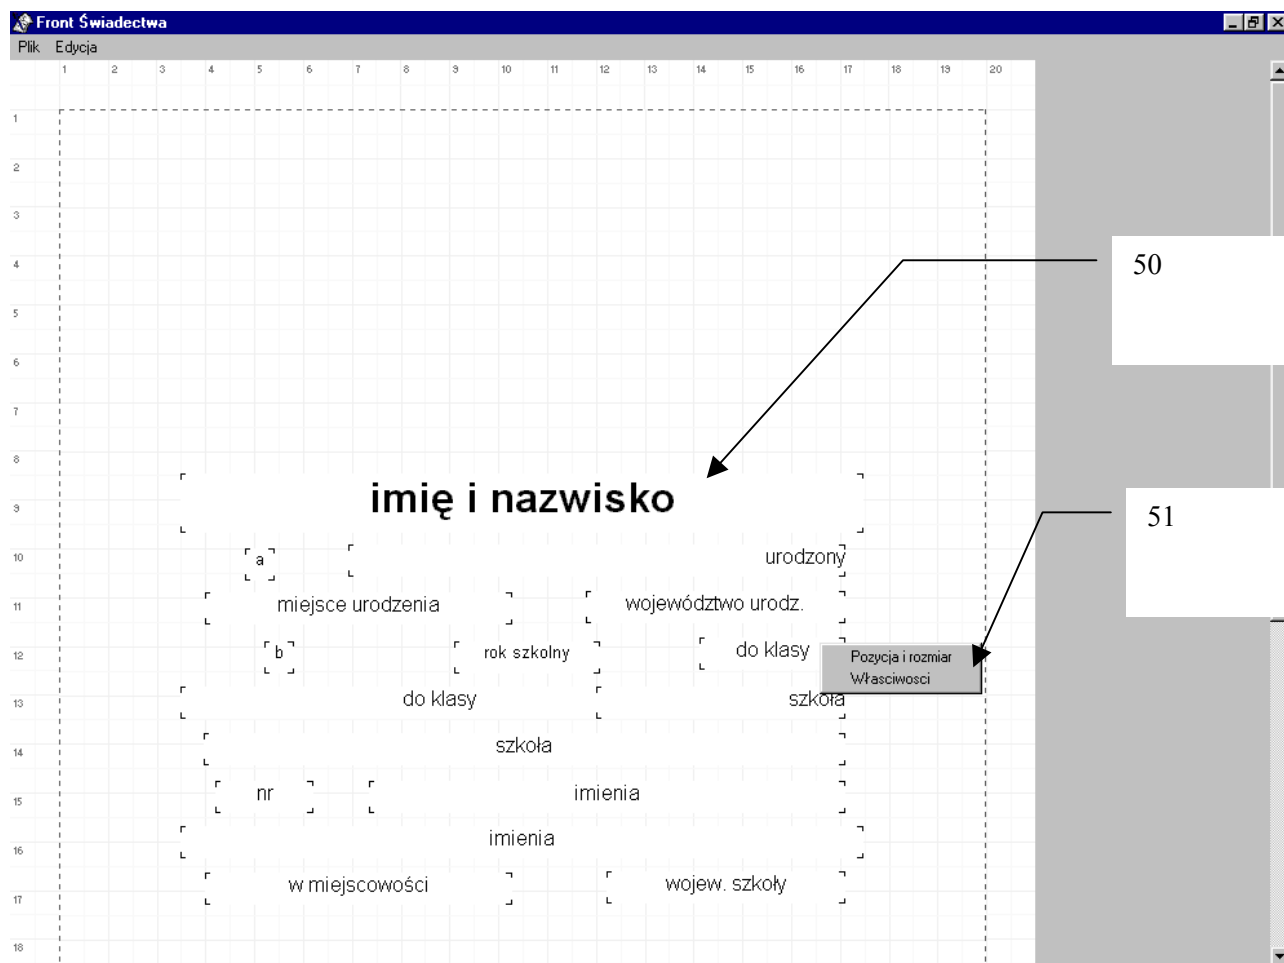 Front Świadectwa
Plik Edycja
1 2 3 4 5 6 7 8 9 10 11 12 13 14 15 16 17 18 19 20
1
2
3
4
50
5
6
7
8
imię i nazwisko
9
51
10 a urodzony
11 miejsce urodzenia województwo urodz.
12 b rok szkolny do klasy
Pozycja i rozmiar
Własciwosci
13 do klasy szkoła
14 szkoła
15 nr imienia
16 imienia
17 w miejscowości wojew. szkoły
18